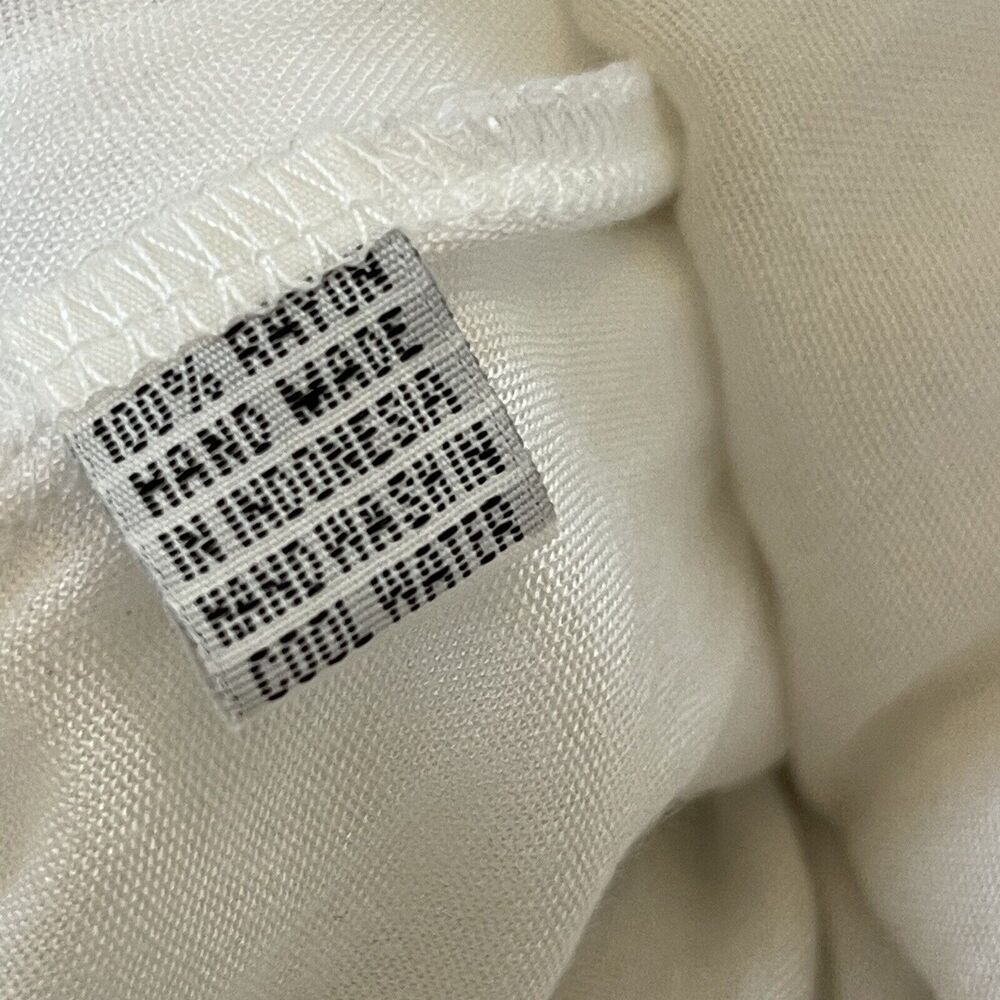 100% RAYON
HAND MADE
IN INDONESIA
HAND WASH IN
COOL WATER